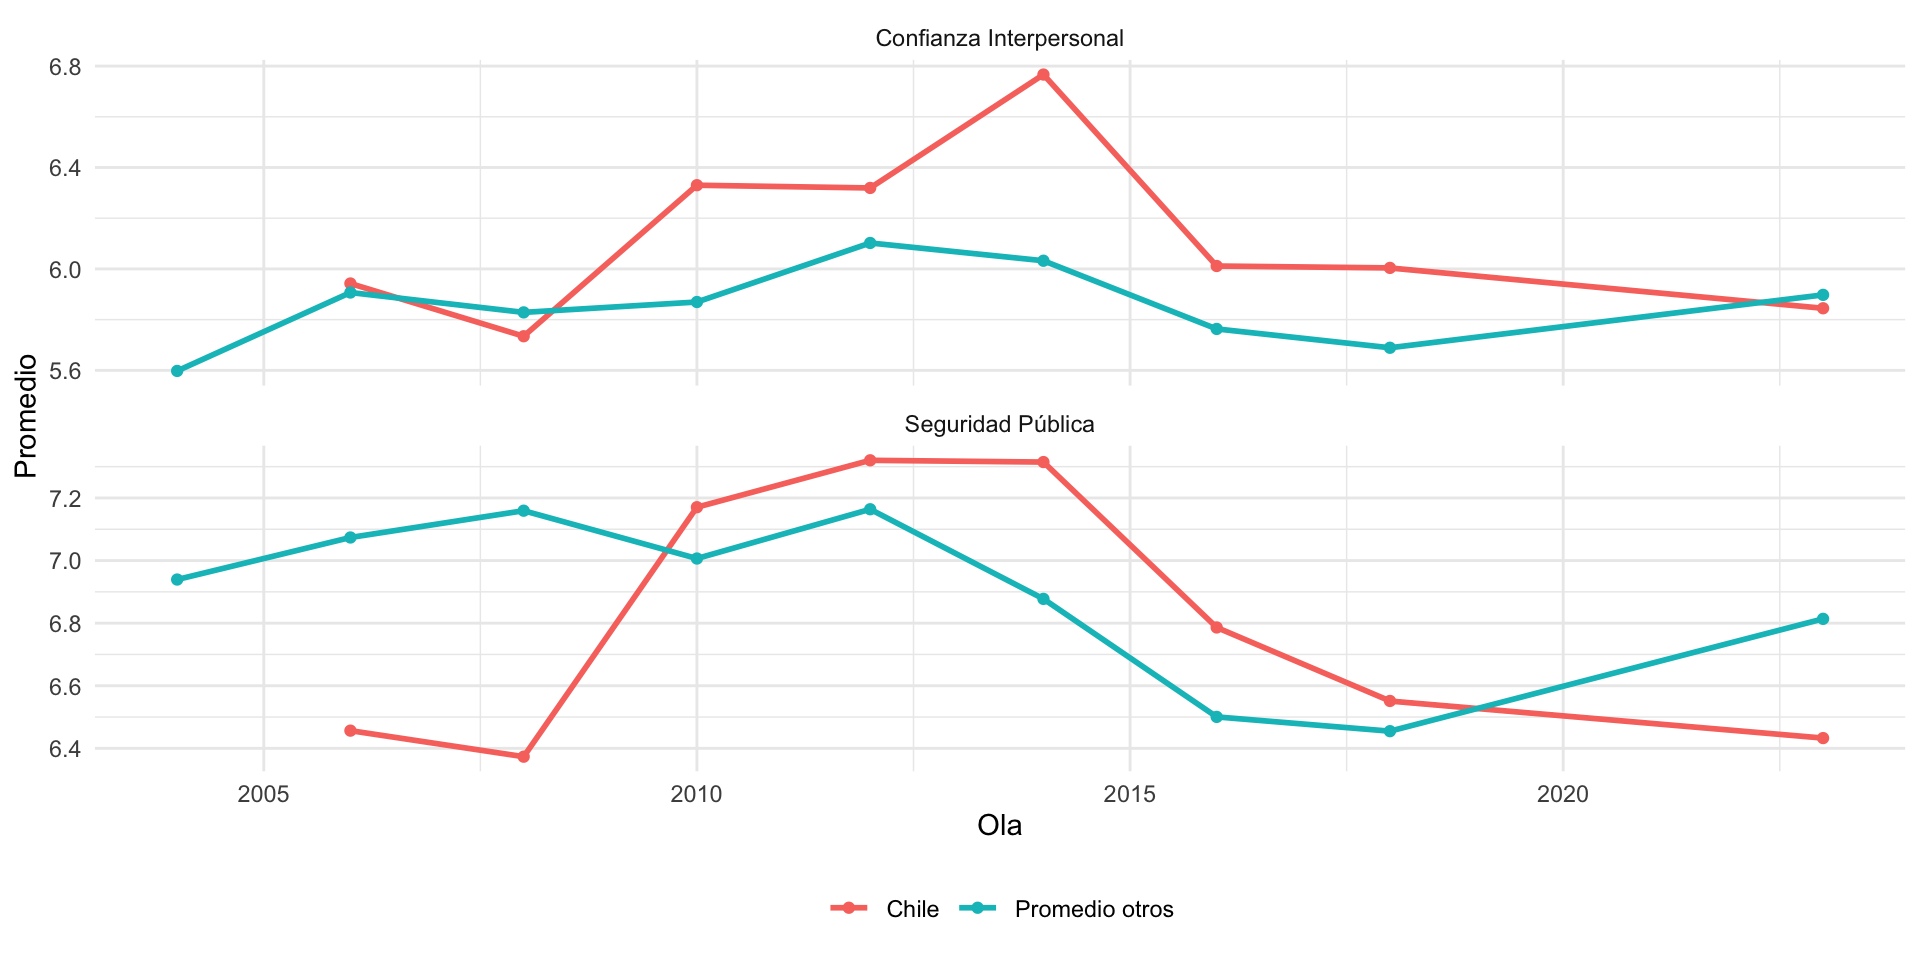 Confianza Interpersonal
6.8
6.4
6.0
5.6
Promedio
Seguridad Pública
7.2
7.0
6.8
6.6
6.4
2005 2010 2015 2020
Ola
Chile Promedio otros